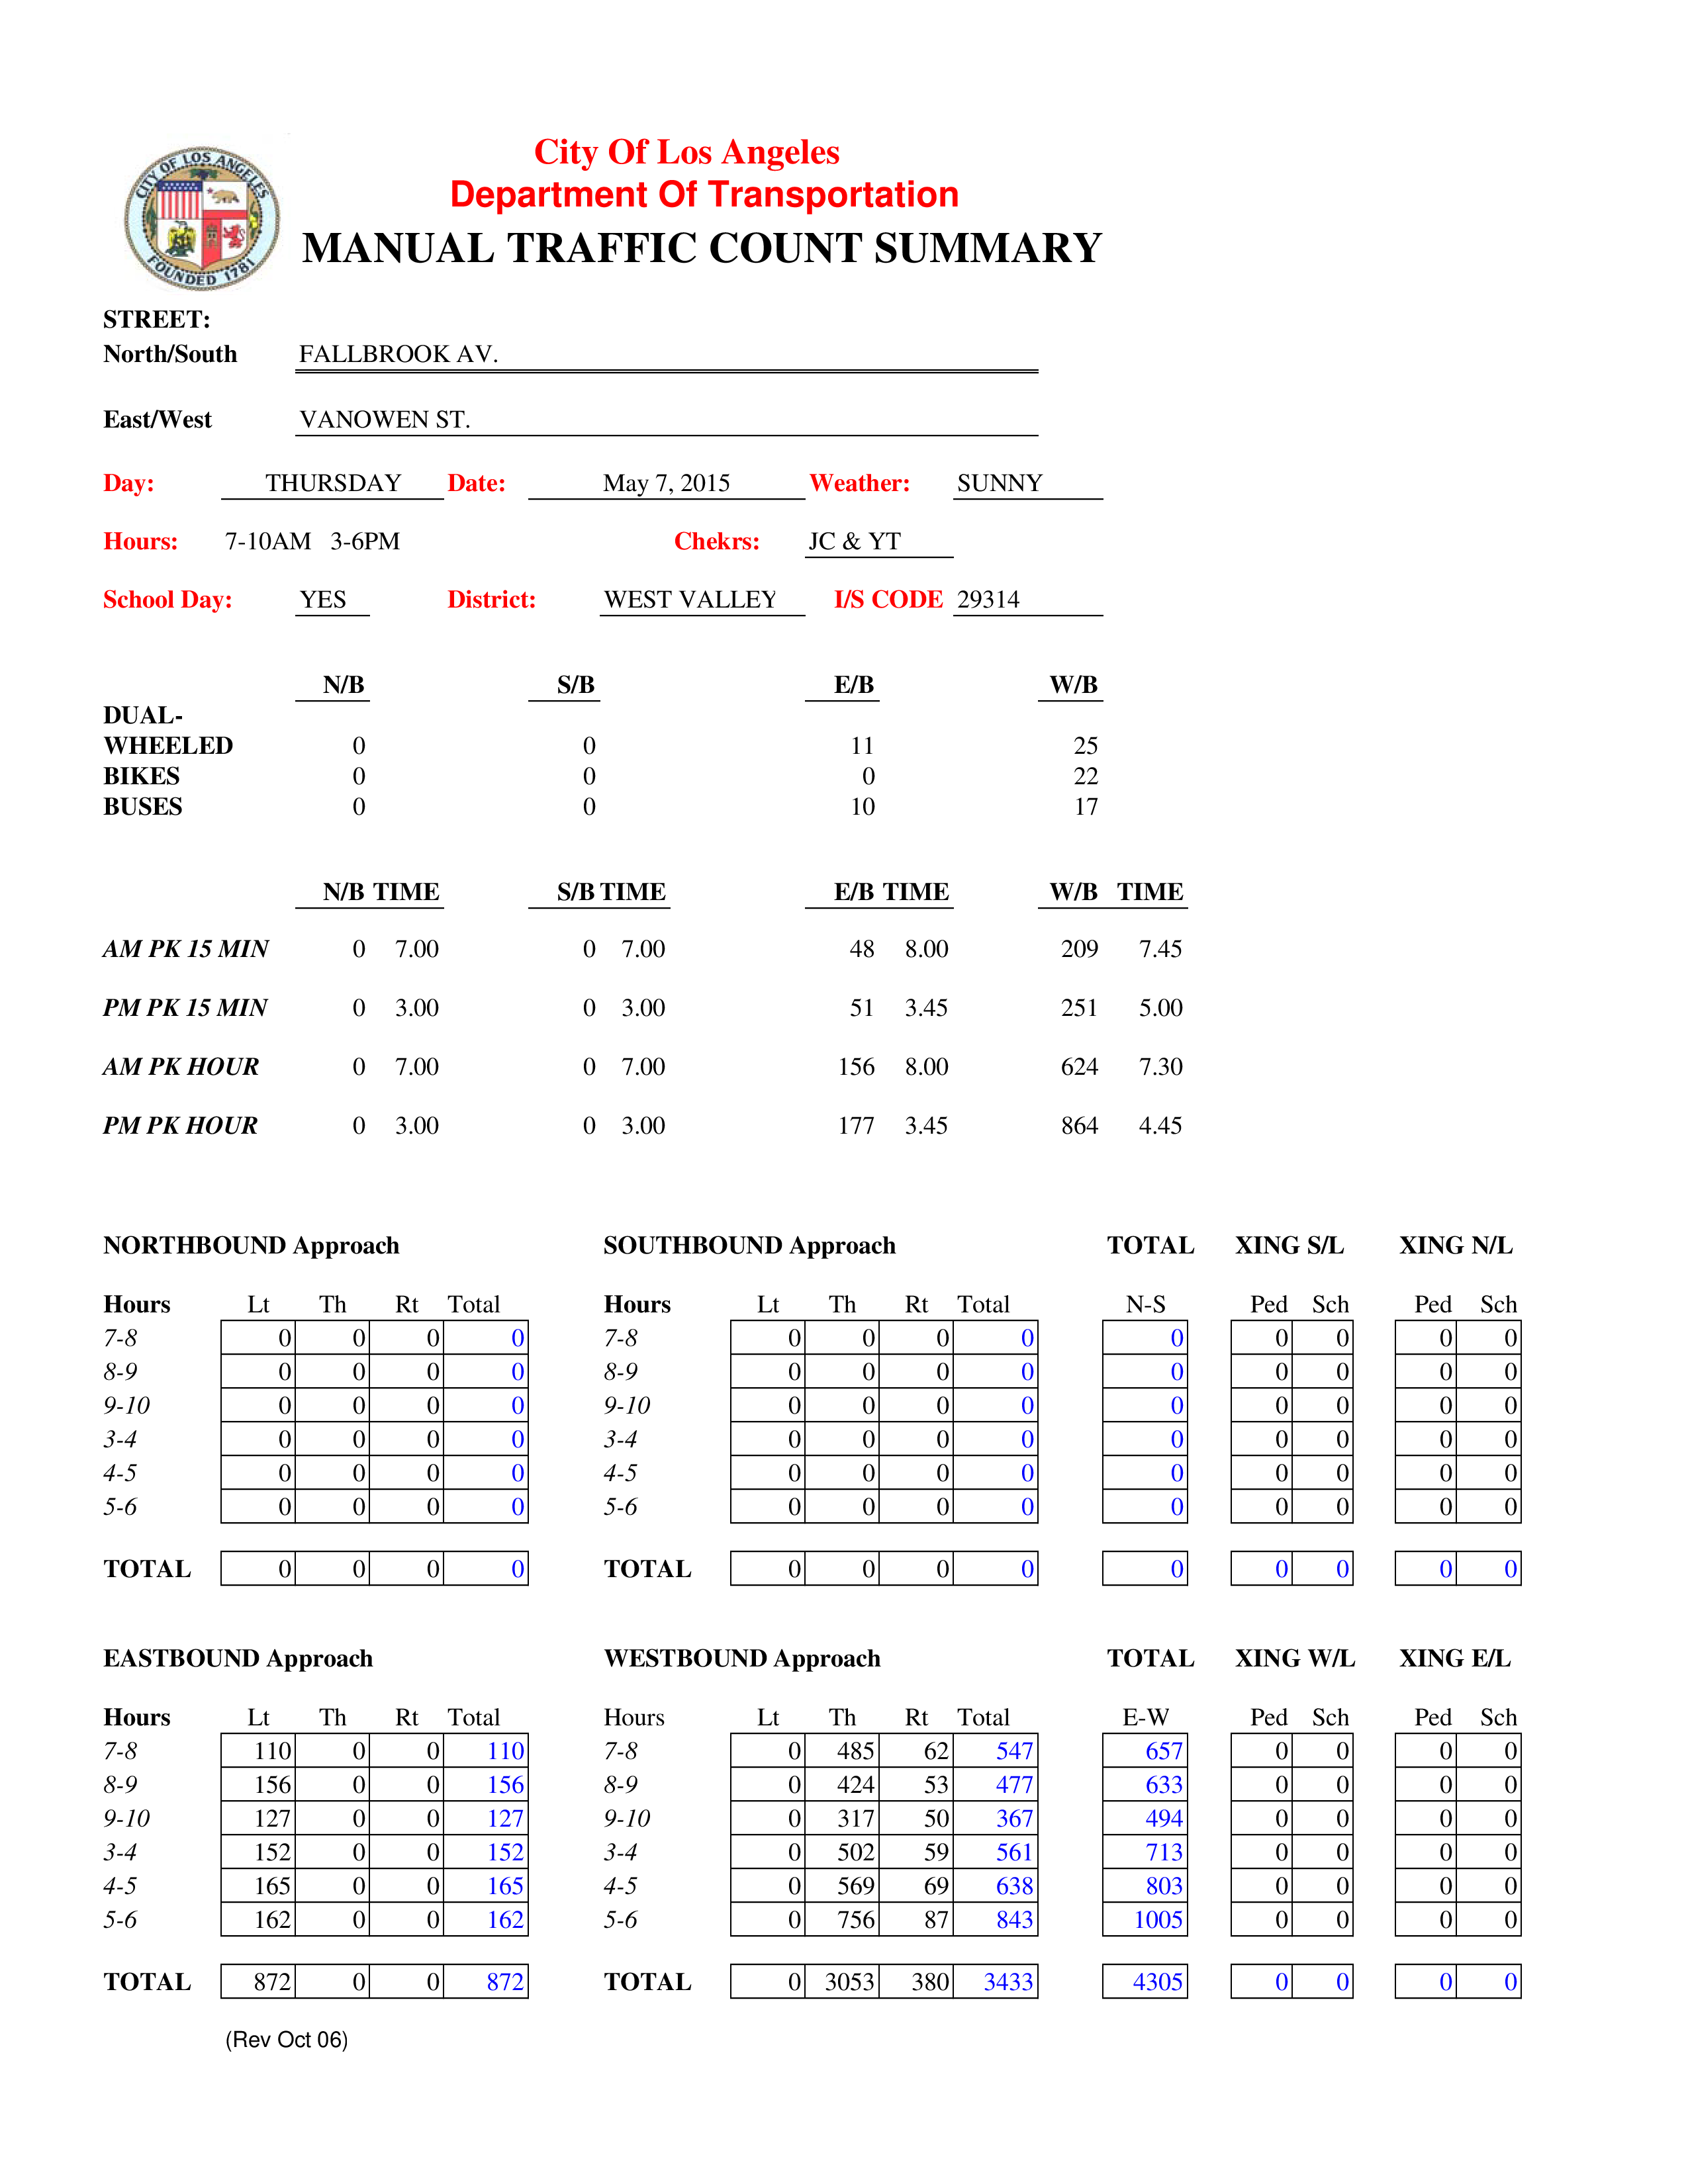 CITY OF LOS ANGELES
FOUNDED 1781
City Of Los Angeles
Department Of Transportation
MANUAL TRAFFIC COUNT SUMMARY
STREET:
North/South FALLBROOK AV.
East/West VANOWEN ST.
Day: THURSDAY Date: May 7, 2015 Weather: SUNNY
Hours: 7-10AM 3-6PM Chekrs: JC & YT
School Day: YES District: WEST VALLEY I/S CODE 29314
N/B S/B E/B W/B
DUAL-
WHEELED 0 0 11 25
BIKES 0 0 0 22
BUSES 0 0 10 17
N/B TIME S/B TIME E/B TIME W/B TIME
AM PK 15 MIN 0 7.00 0 7.00 48 8.00 209 7.45
PM PK 15 MIN 0 3.00 0 3.00 51 3.45 251 5.00
AM PK HOUR 0 7.00 0 7.00 156 8.00 624 7.30
PM PK HOUR 0 3.00 0 3.00 177 3.45 864 4.45
NORTHBOUND Approach SOUTHBOUND Approach TOTAL XING S/L XING N/L
Hours Lt Th Rt Total Hours Lt Th Rt Total N-S Ped Sch Ped Sch
7-8 0 0 0 0 7-8 0 0 0 0 0 0 0 0 0
8-9 0 0 0 0 8-9 0 0 0 0 0 0 0 0 0
9-10 0 0 0 0 9-10 0 0 0 0 0 0 0 0 0
3-4 0 0 0 0 3-4 0 0 0 0 0 0 0 0 0
4-5 0 0 0 0 4-5 0 0 0 0 0 0 0 0 0
5-6 0 0 0 0 5-6 0 0 0 0 0 0 0 0 0
TOTAL 0 0 0 0 TOTAL 0 0 0 0 0 0 0 0 0
EASTBOUND Approach WESTBOUND Approach TOTAL XING W/L XING E/L
Hours Lt Th Rt Total Hours Lt Th Rt Total E-W Ped Sch Ped Sch
7-8 110 0 0 110 7-8 0 485 62 547 657 0 0 0 0
8-9 156 0 0 156 8-9 0 424 53 477 633 0 0 0 0
9-10 127 0 0 127 9-10 0 317 50 367 494 0 0 0 0
3-4 152 0 0 152 3-4 0 502 59 561 713 0 0 0 0
4-5 165 0 0 165 4-5 0 569 69 638 803 0 0 0 0
5-6 162 0 0 162 5-6 0 756 87 843 1005 0 0 0 0
TOTAL 872 0 0 872 TOTAL 0 3053 380 3433 4305 0 0 0 0
(Rev Oct 06)